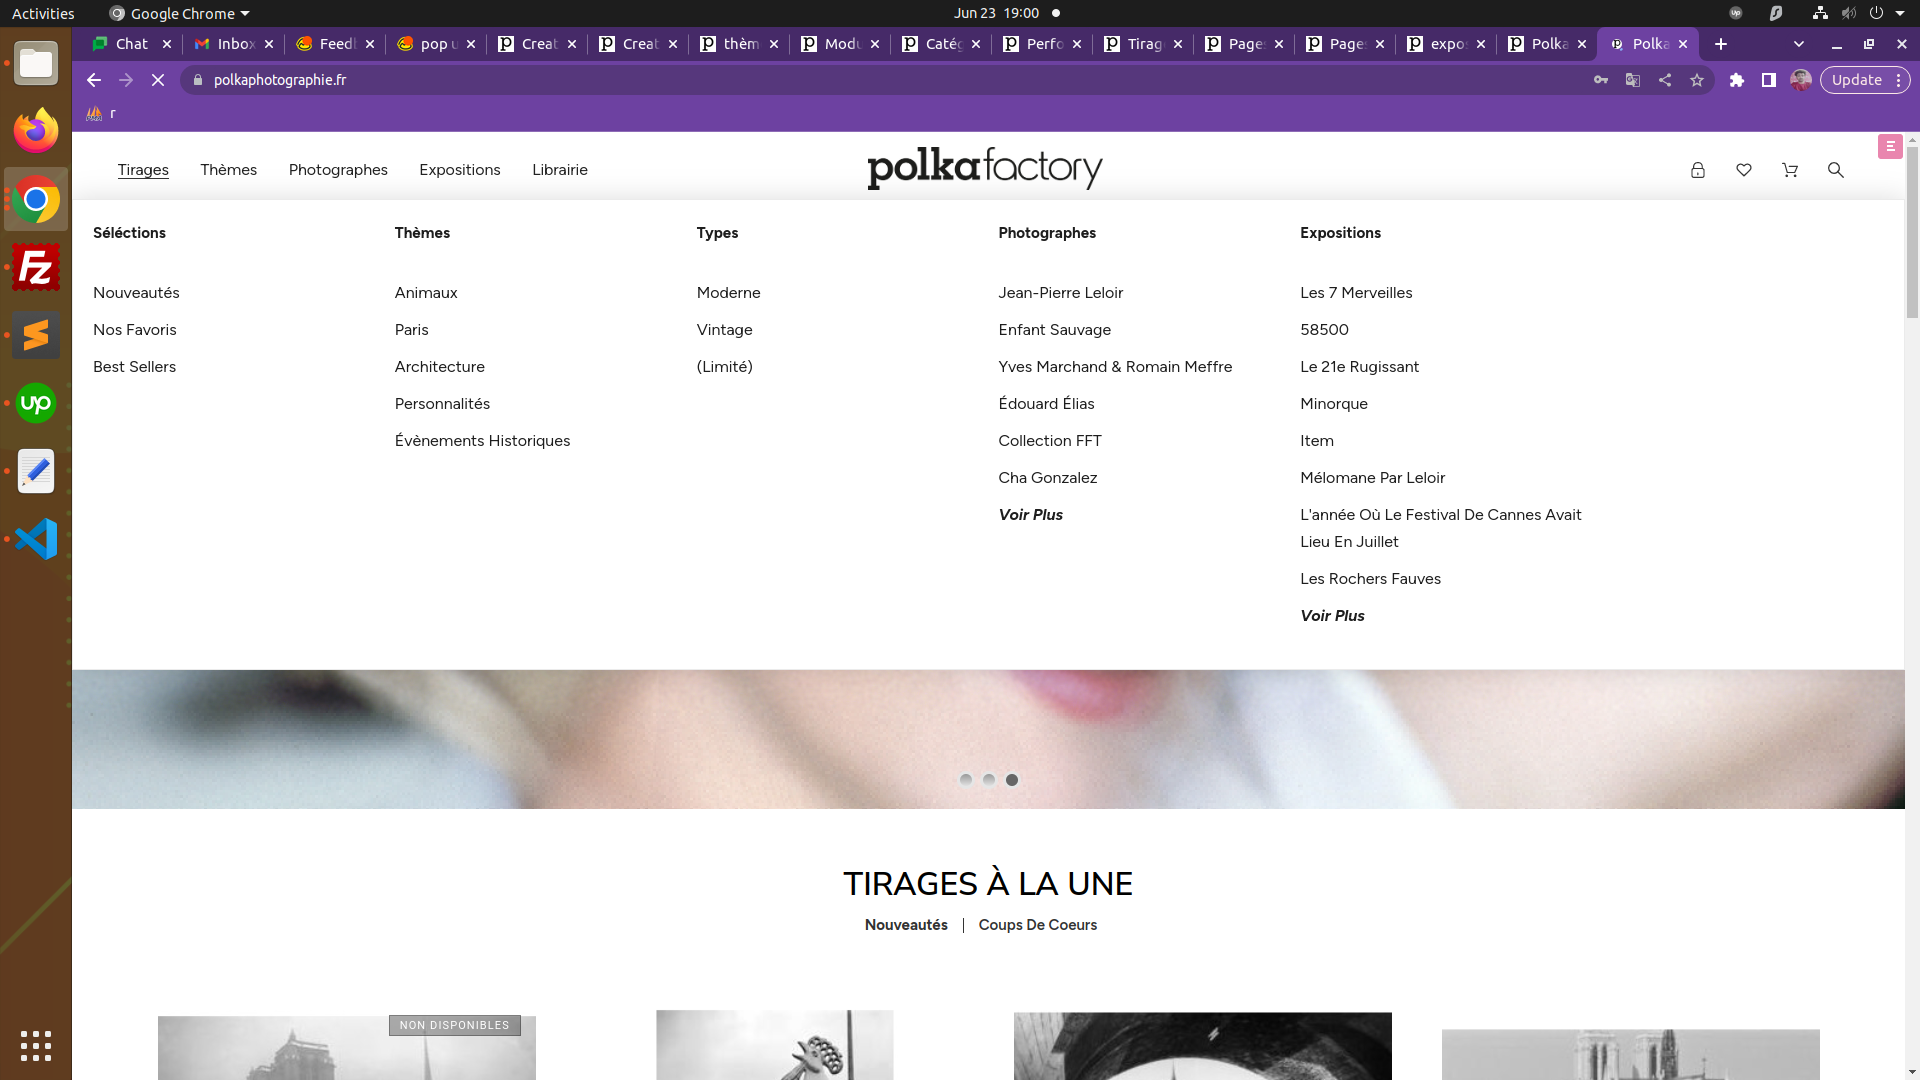 Activities Google Chrome Jun 23 19:00
Chat Inbox Feedb pop u Creat Creat thèm Modu Catég Perfo Tirag Pages Pages expos Polka Polka
polkaphotographie.fr Update
r
Tirages Thèmes Photographes Expositions Librairie polkafactory
Séléctions
Nouveautés
Nos Favoris
Best Sellers
Thèmes
Animaux
Paris
Architecture
Personnalités
Évènements Historiques
Types
Moderne
Vintage
(Limité)
Photographes
Jean-Pierre Leloir
Enfant Sauvage
Yves Marchand & Romain Meffre
Édouard Élias
Collection FFT
Cha Gonzalez
Voir Plus
Expositions
Les 7 Merveilles
58500
Le 21e Rugissant
Minorque
Item
Mélomane Par Leloir
L'année Où Le Festival De Cannes Avait
Lieu En Juillet
Les Rochers Fauves
Voir Plus
TIRAGES À LA UNE
Nouveautés | Coups De Coeurs
NON DISPONIBLES